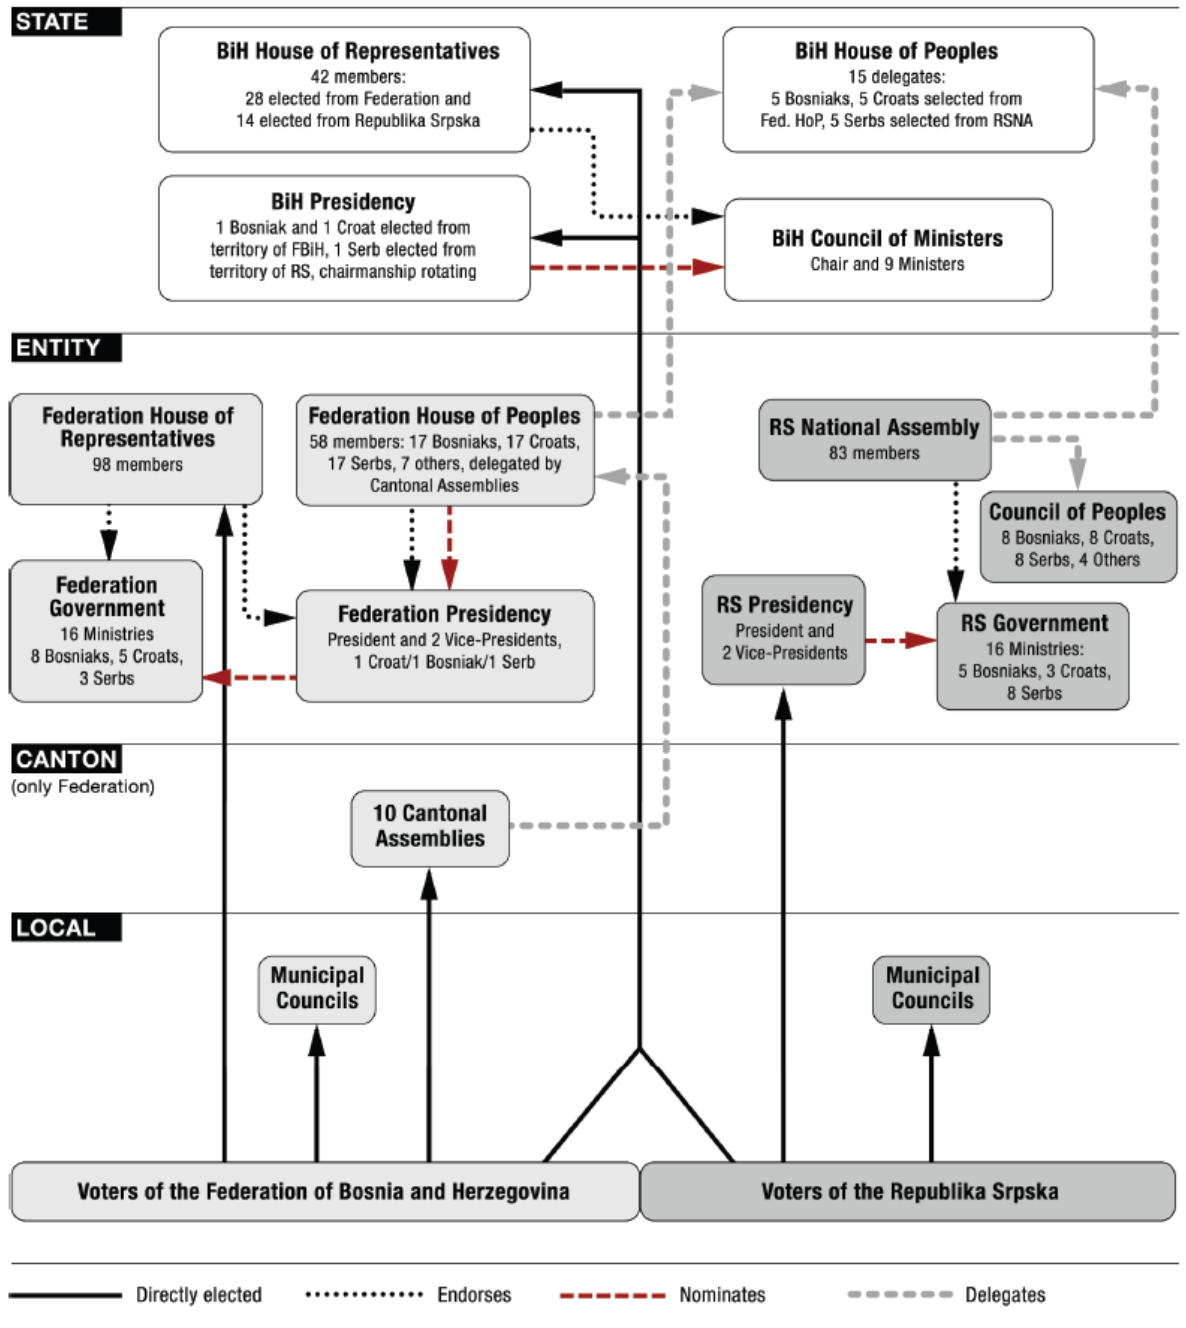 STATE
BiH House of Representatives
42 members:
28 elected from Federation and
14 elected from Republika Srpska
BiH House of Peoples
15 delegates:
5 Bosniaks, 5 Croats selected from
Fed. HoP, 5 Serbs selected from RSNA
BiH Presidency
1 Bosniak and 1 Croat elected from
territory of FBiH, 1 Serb elected from
territory of RS, chairmanship rotating
BiH Council of Ministers
Chair and 9 Ministers
ENTITY
Federation House of
Representatives
98 members
Federation House of Peoples
58 members: 17 Bosniaks, 17 Croats,
17 Serbs, 7 others, delegated by
Cantonal Assemblies
RS National Assembly
83 members
Council of Peoples
8 Bosniaks, 8 Croats,
8 Serbs, 4 Others
Federation
Government
16 Ministries
8 Bosniaks, 5 Croats,
3 Serbs
Federation Presidency
President and 2 Vice-Presidents,
1 Croat/1 Bosniak/1 Serb
RS Presidency
President and
2 Vice-Presidents
RS Government
16 Ministries:
5 Bosniaks, 3 Croats,
8 Serbs
CANTON
(only Federation)
10 Cantonal
Assemblies
LOCAL
Municipal
Councils
Municipal
Councils
Voters of the Federation of Bosnia and Herzegovina
Voters of the Republika Srpska
Directly elected
Endorses
Nominates
Delegates